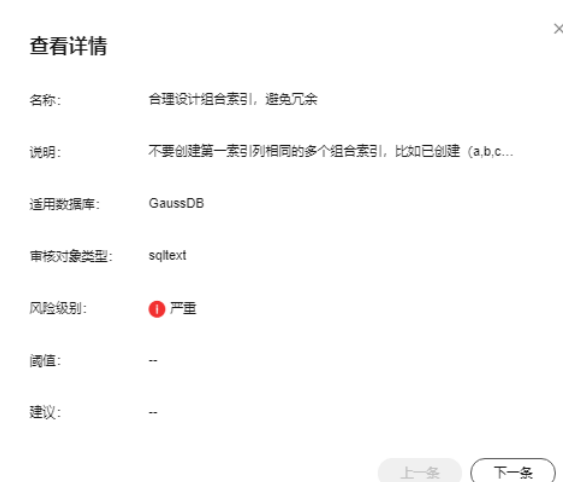 查看详情
名称： 合理设计组合索引，避免冗余
说明： 不要创建第一索引列相同的多个组合索引，比如已创建（a,b,c...
适用数据库： GaussDB
审核对象类型： sqltext
风险级别： 严重
阈值： --
建议： --
上一条 下一条